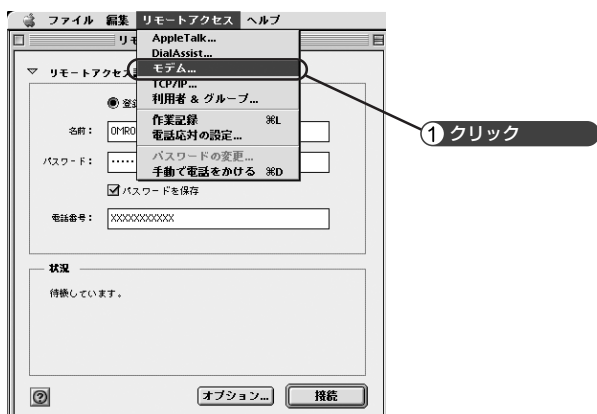 ファイル 編集 リモートアクセス ヘルプ
リモ
AppleTalk...
DialAssist...
モデム...
TCP/IP...
利用者 & グループ...
作業記録 ⌘L
電話応対の設定...
パスワードの変更...
手動で電話をかける ⌘D
① クリック
リモートアクセス
名前： OMRO
パスワード： •••••
パスワードを保存
電話番号： XXXXXXXXXX
状況
待機しています．
? オプション... 接続